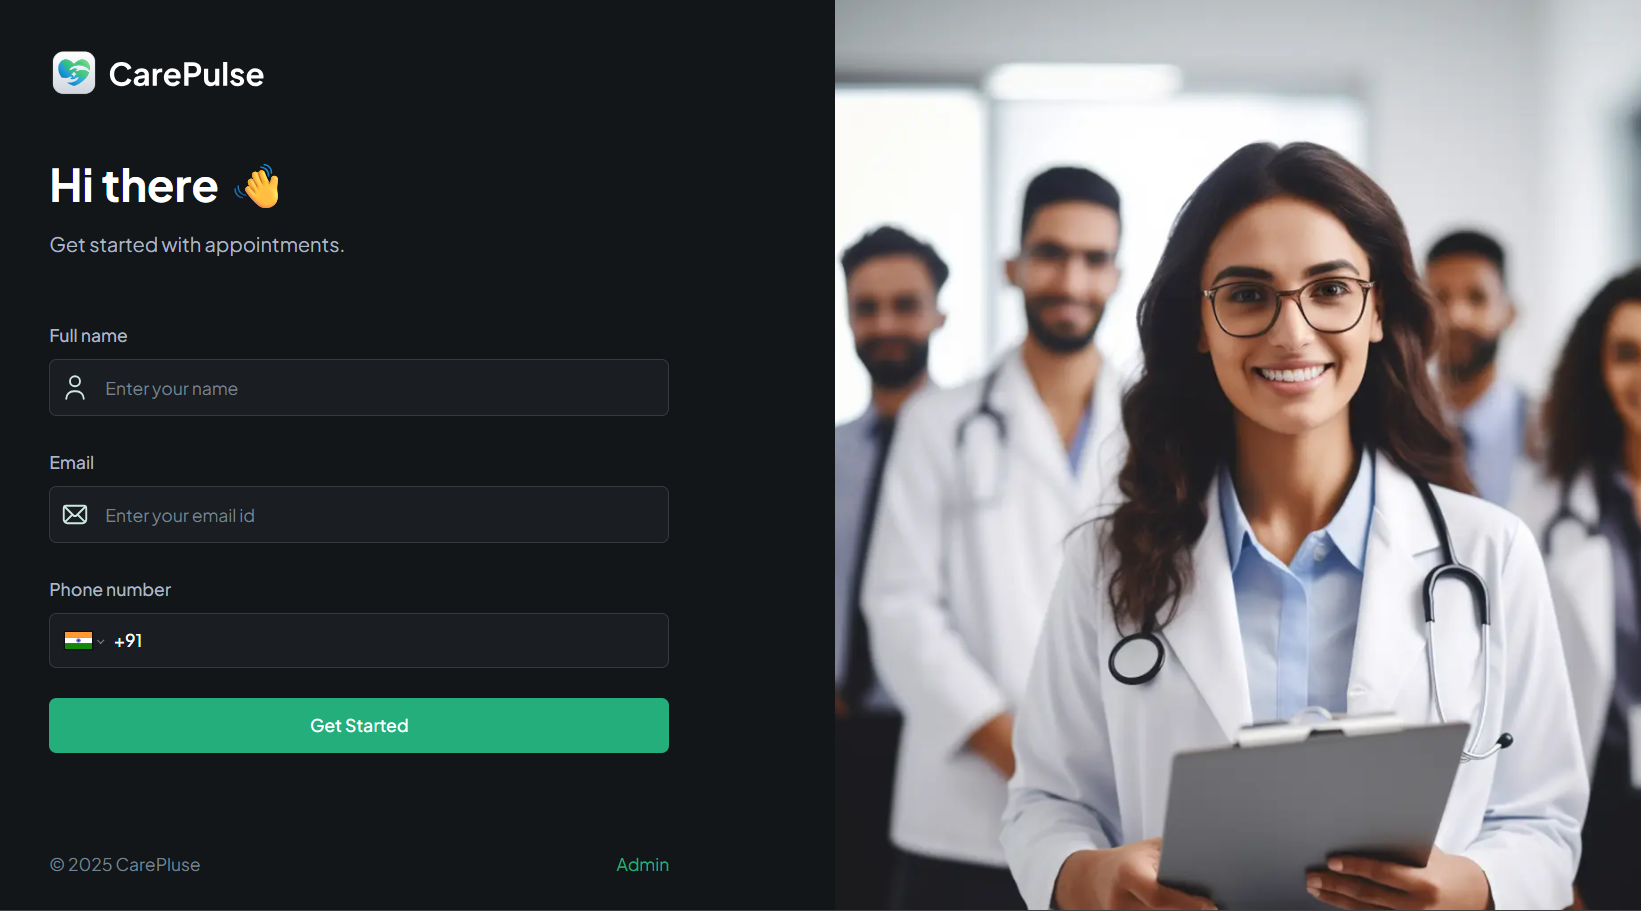 CarePulse
Hi there 👋
Get started with appointments.
Full name
Enter your name
Email
Enter your email id
Phone number
+91
Get Started
© 2025 CarePluse
Admin